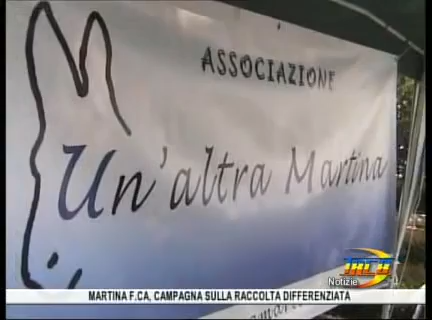 ASSOCIAZIONE
Un'altra Martina
Notizie
MARTINA F.CA, CAMPAGNA SULLA RACCOLTA DIFFERENZIATA